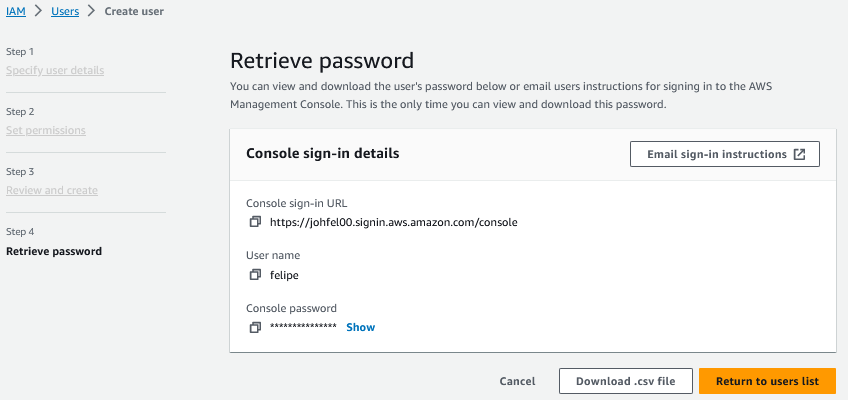 IAM > Users > Create user
Step 1
Specify user details
Step 2
Set permissions
Step 3
Review and create
Step 4
Retrieve password
Retrieve password
You can view and download the user's password below or email users instructions for signing in to the AWS
Management Console. This is the only time you can view and download this password.
Console sign-in details
Email sign-in instructions
Console sign-in URL
https://johfel00.signin.aws.amazon.com/console
User name
felipe
Console password
*************** Show
Cancel
Download .csv file
Return to users list